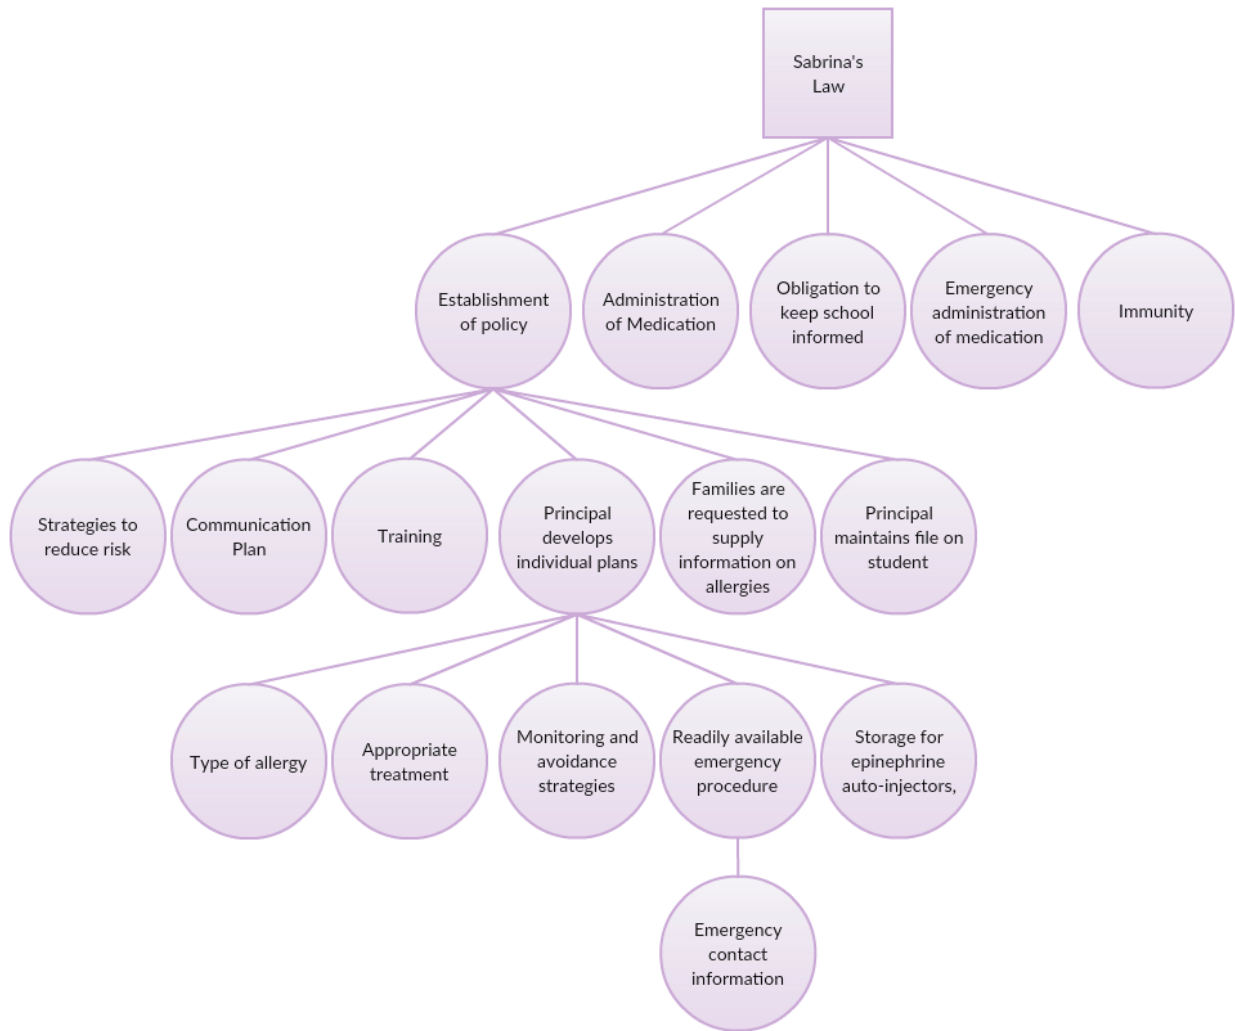 Sabrina's
Law
Establishment
of policy
Administration
of Medication
Obligation to
keep school
informed
Emergency
administration
of medication
Immunity
Strategies to
reduce risk
Communication
Plan
Training
Principal
develops
individual plans
Families are
requested to
supply
information on
allergies
Principal
maintains file on
student
Type of allergy
Appropriate
treatment
Monitoring and
avoidance
strategies
Readily available
emergency
procedure
Storage for
epinephrine
auto-injectors,
Emergency
contact
information